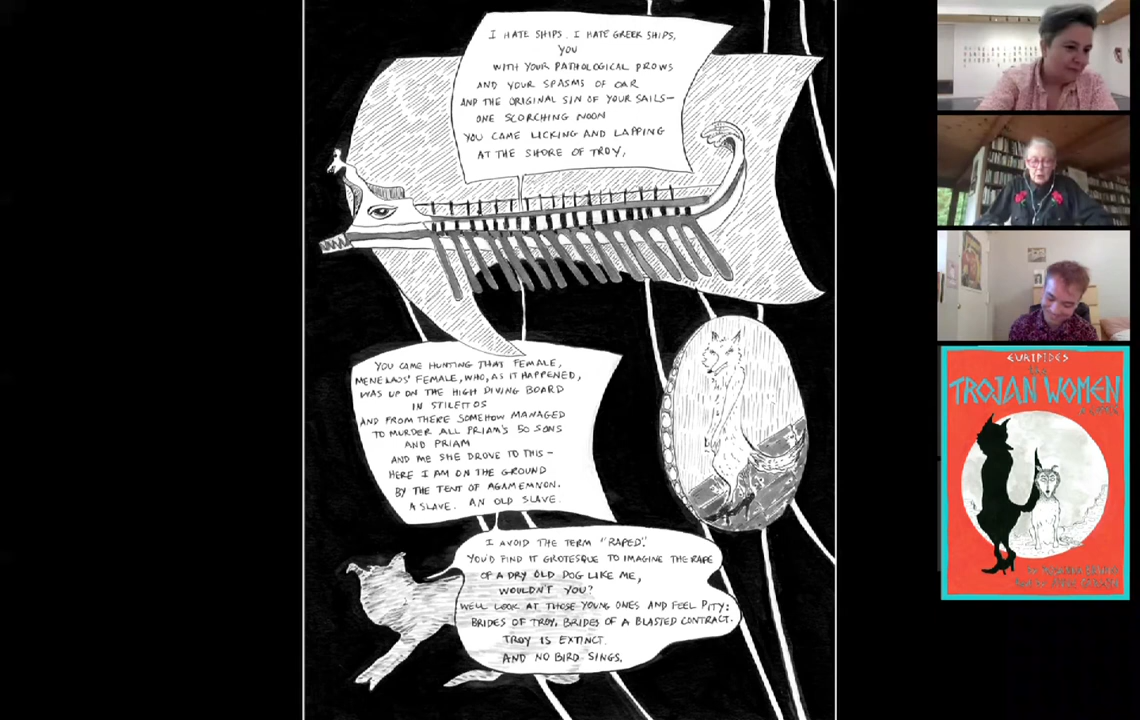 I HATE SHIPS. I HATE GREEK SHIPS,
YOU
WITH YOUR PATHOLOGICAL PROWS
AND YOUR SPASMS OF OAR
AND THE ORIGINAL SIN OF YOUR SAILS—
ONE SCORCHING NOON
YOU CAME LICKING AND LAPPING
AT THE SHORE OF TROY,
YOU CAME HUNTING THAT FEMALE,
MENELAOS' FEMALE, WHO, AS IT HAPPENED,
WAS UP ON THE HIGH DIVING BOARD
IN STILETTOS
AND FROM THERE SOMEHOW MANAGED
TO MURDER ALL PRIAM'S 50 SONS
AND PRIAM
AND ME SHE DROVE TO THIS—
HERE I AM ON THE GROUND
BY THE TENT OF AGAMEMNON.
A SLAVE. AN OLD SLAVE.
I AVOID THE TERM "RAPED".
YOU'D FIND IT GROTESQUE TO IMAGINE THE RAPE
OF A DRY OLD DOG LIKE ME,
WOULDN'T YOU?
WE'LL LOOK AT THOSE YOUNG ONES AND FEEL PITY:
BRIDES OF TROY, BRIDES OF A BLASTED CONTRACT.
TROY IS EXTINCT.
AND NO BIRD SINGS.
EURIPIDES
the
TROJAN WOMEN